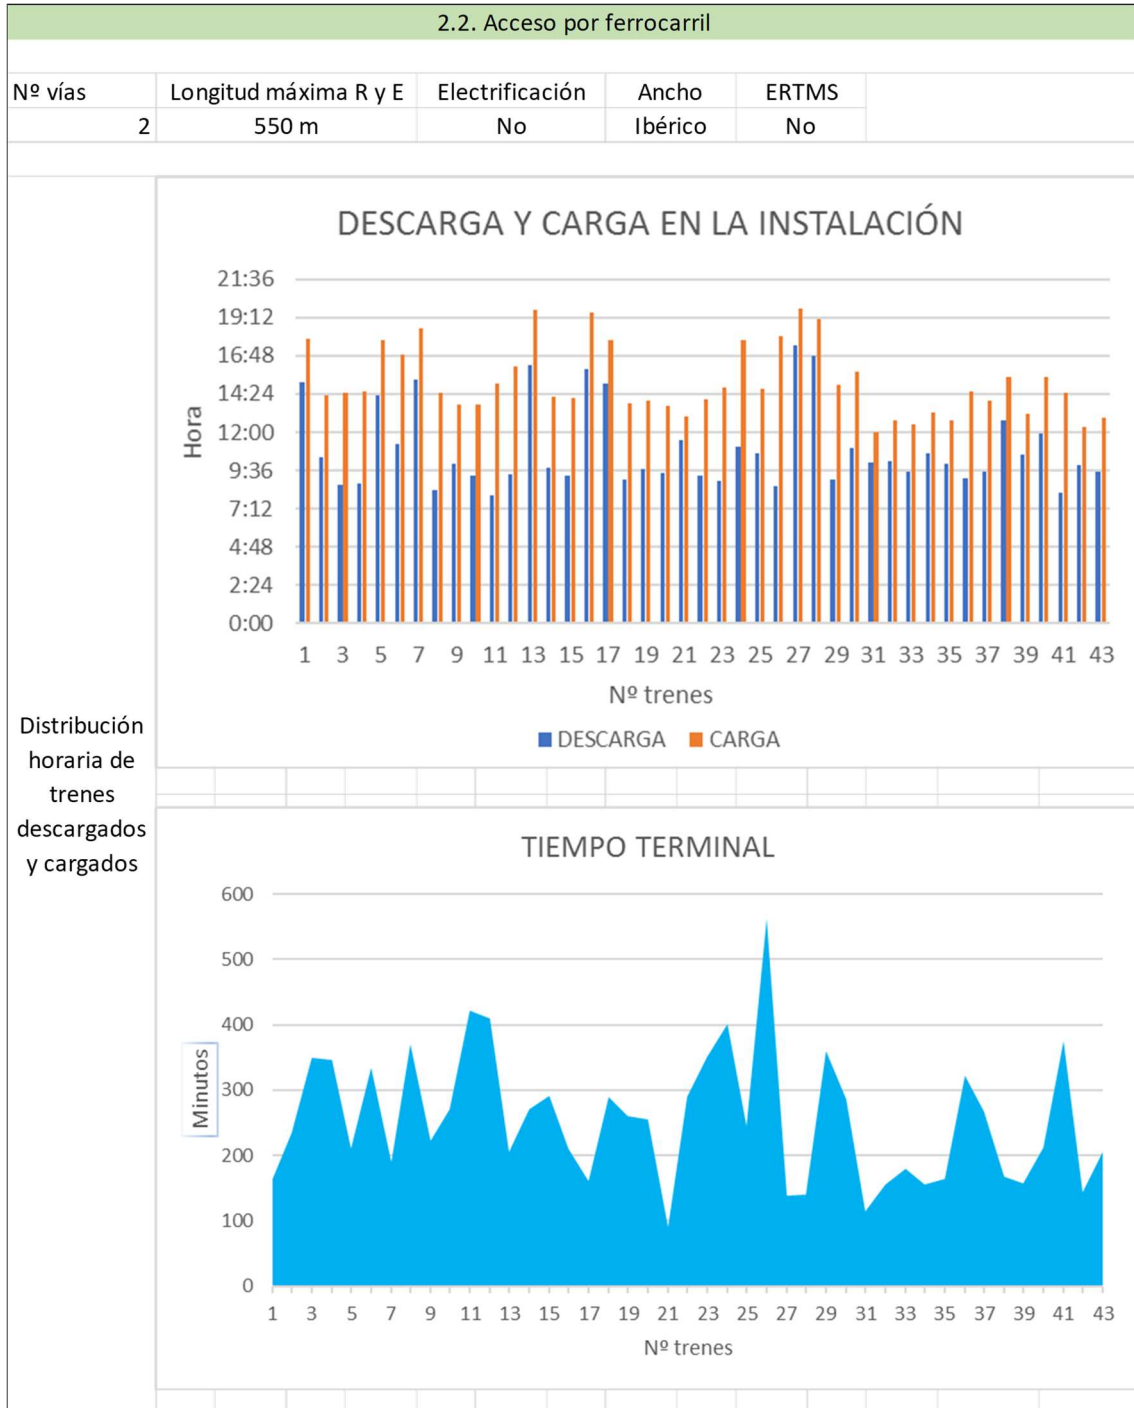 2.2. Acceso por ferrocarril
Nº vías Longitud máxima R y E Electrificación Ancho ERTMS
2 550 m No Ibérico No
Distribución
horaria de
trenes
descargados
y cargados
DESCARGA Y CARGA EN LA INSTALACIÓN
Hora
21:36
19:12
16:48
14:24
12:00
9:36
7:12
4:48
2:24
0:00
1 3 5 7 9 11 13 15 17 19 21 23 25 27 29 31 33 35 37 39 41 43
Nº trenes
DESCARGA CARGA
TIEMPO TERMINAL
Minutos
600
500
400
300
200
100
0
1 3 5 7 9 11 13 15 17 19 21 23 25 27 29 31 33 35 37 39 41 43
Nº trenes